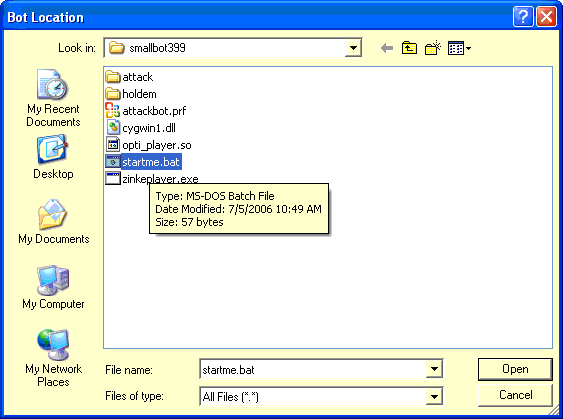 Bot Location
Look in:
smallbot399
attack
holdem
attackbot.prf
cygwin1.dll
opti_player.so
startme.bat
zinkeplayer.exe
Type: MS-DOS Batch File
Date Modified: 7/5/2006 10:49 AM
Size: 57 bytes
My Recent
Documents
Desktop
My Documents
My Computer
My Network
Places
File name:
startme.bat
Open
Files of type:
All Files (*.*)
Cancel